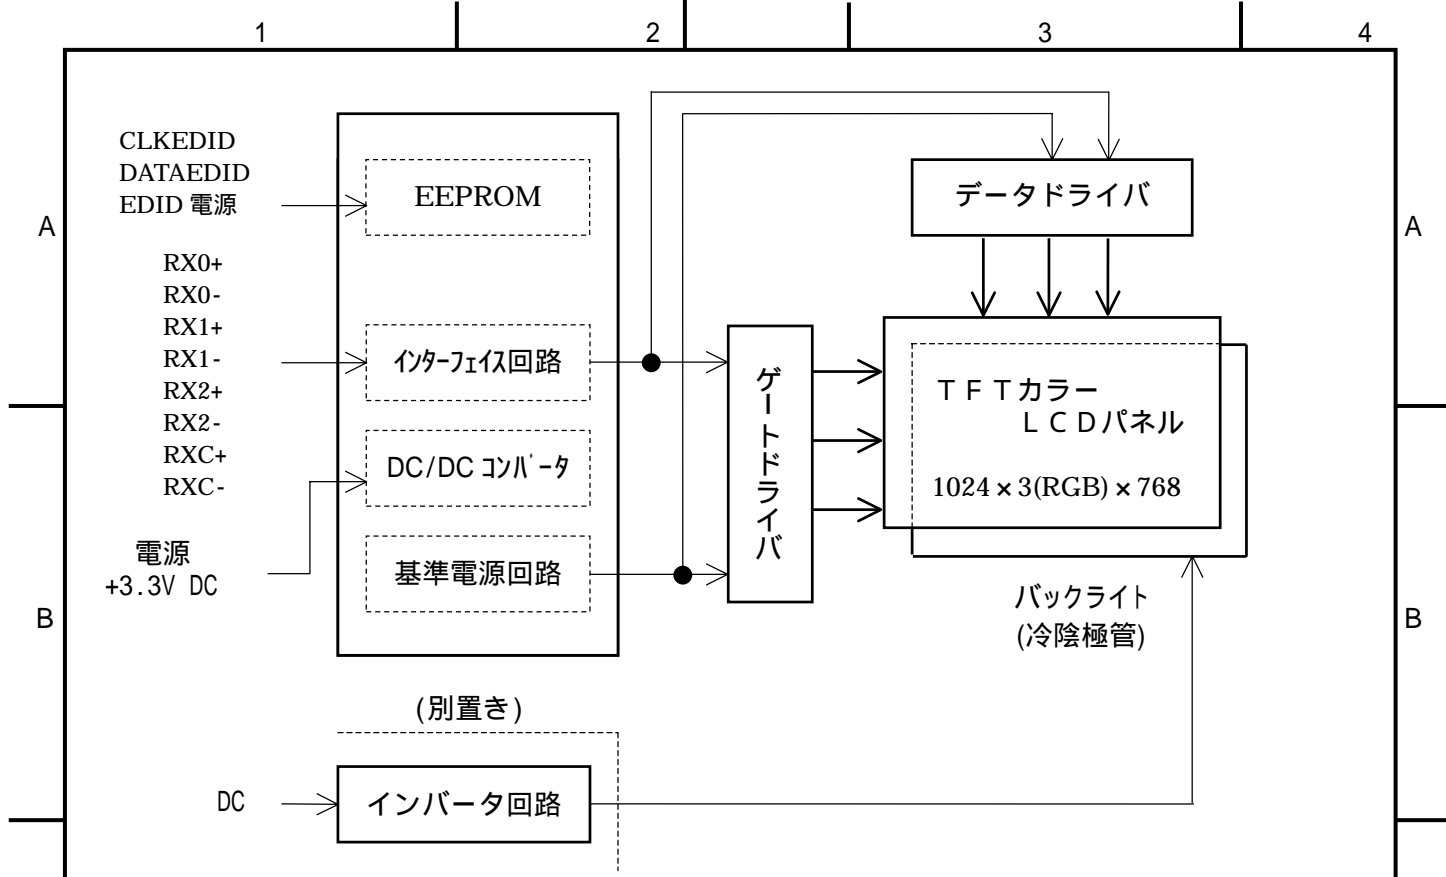 1
2
3
4
A
A
B
B
CLKEDID
DATAEDID
EDID 電源
RX0+
RX0-
RX1+
RX1-
RX2+
RX2-
RXC+
RXC-
電源
+3.3V DC
EEPROM
インターフェイス回路
DC/DC コンバータ
基準電源回路
データドライバ
ゲートドライバ
TFTカラー
LCDパネル
1024×3(RGB)×768
バックライト
(冷陰極管)
(別置き)
DC
インバータ回路